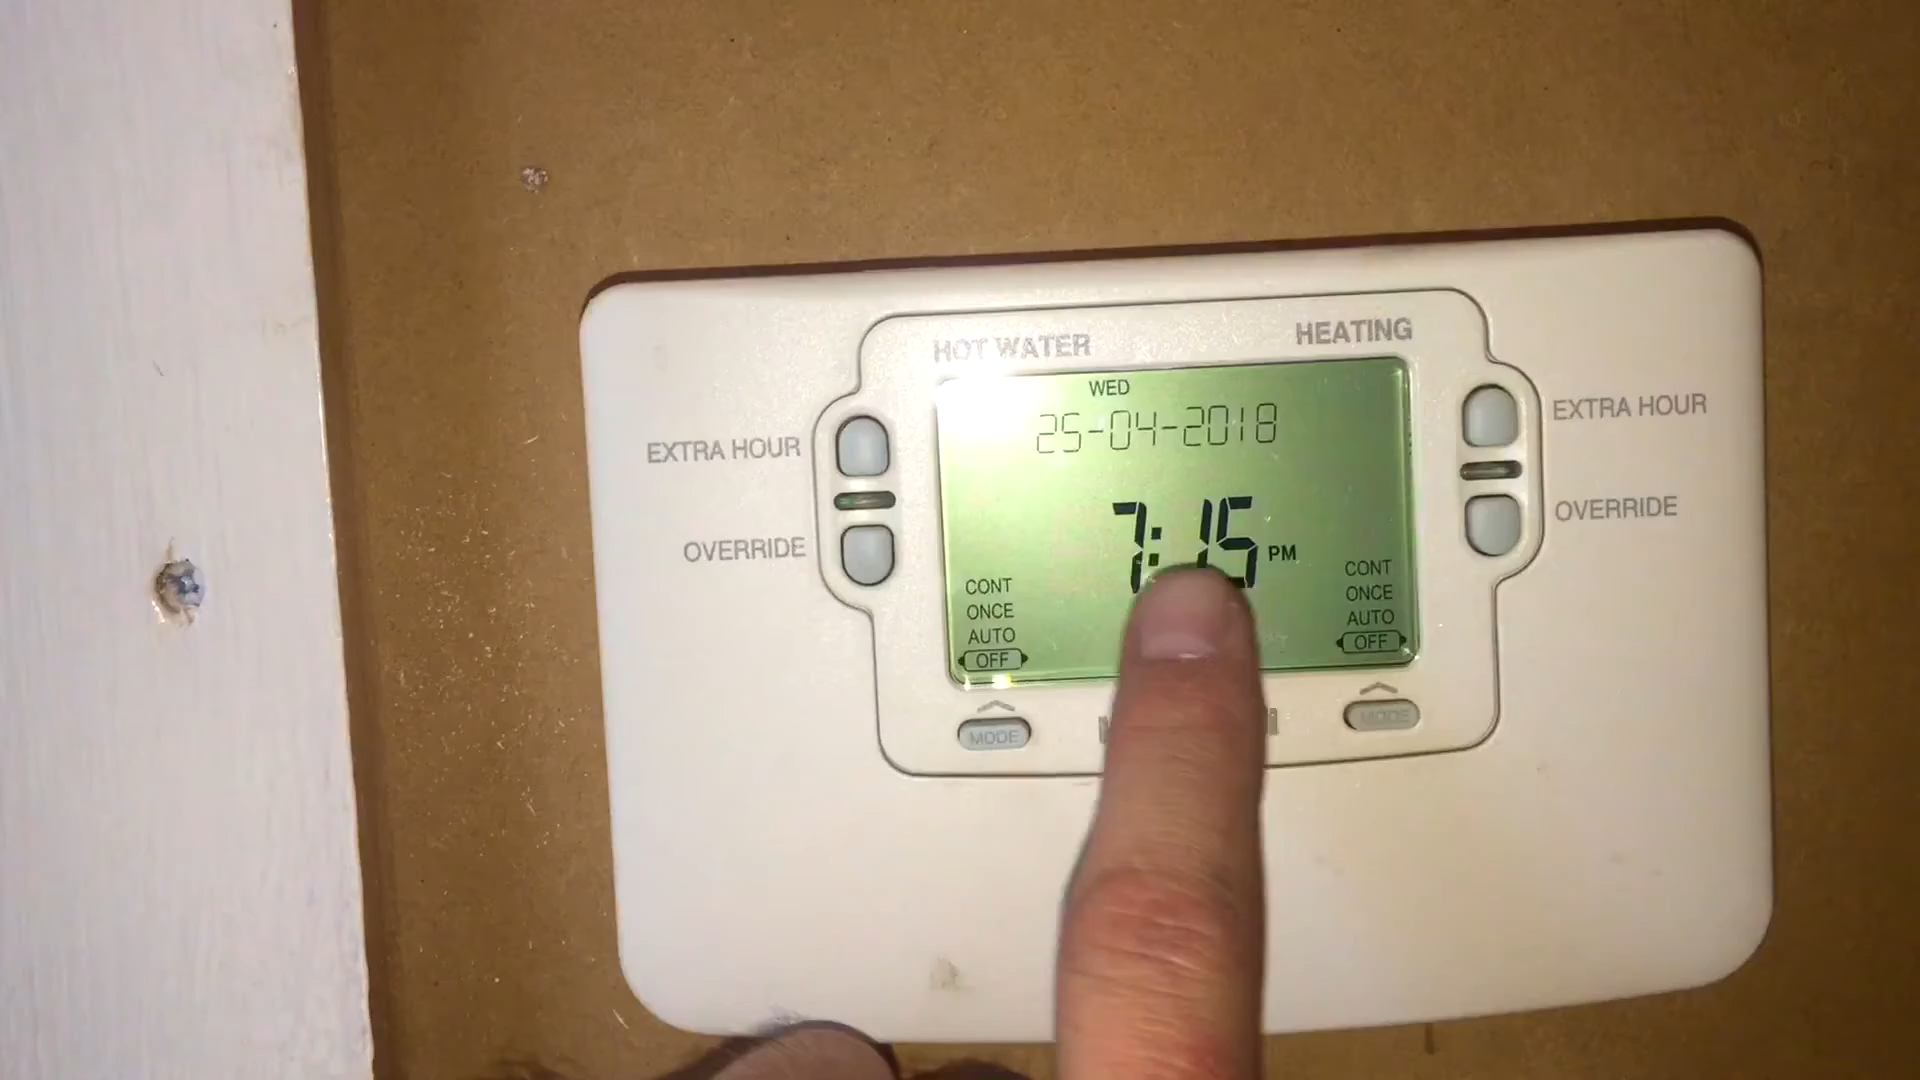 HOT WATER
HEATING
WED
25-04-2018
EXTRA HOUR
EXTRA HOUR
OVERRIDE
OVERRIDE
7:15 PM
CONT
ONCE
AUTO
OFF
CONT
ONCE
AUTO
OFF
MODE
MODE